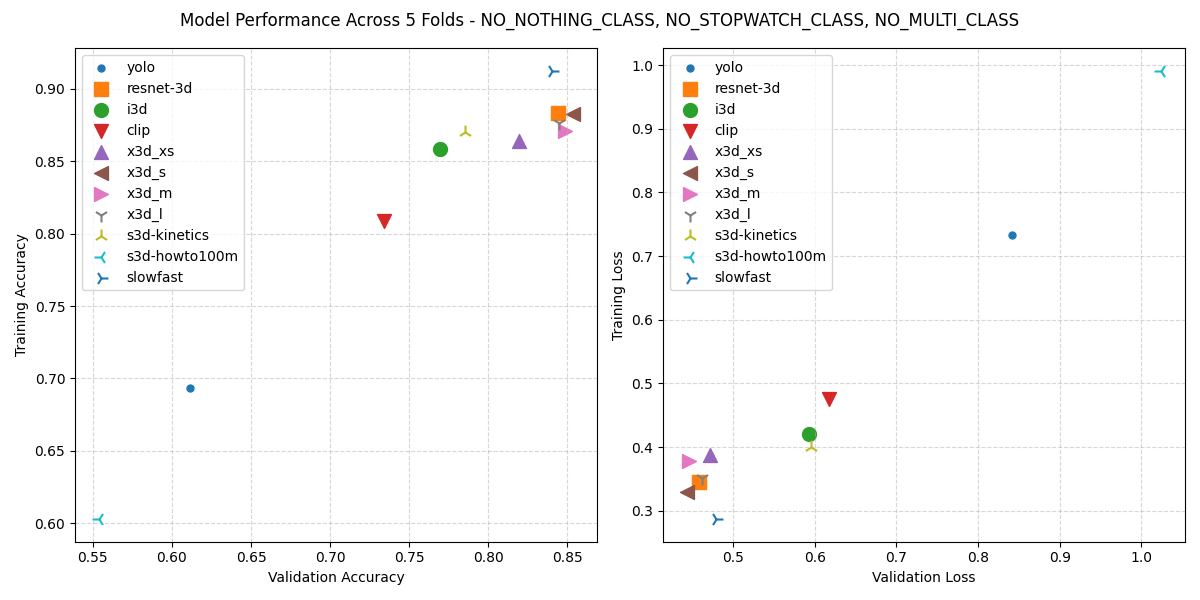 Model Performance Across 5 Folds - NO_NOTHING_CLASS, NO_STOPWATCH_CLASS, NO_MULTI_CLASS
Training Accuracy
0.90
0.85
0.80
0.75
0.70
0.65
0.60
yolo
resnet-3d
i3d
clip
x3d_xs
x3d_s
x3d_m
x3d_l
s3d-kinetics
s3d-howto100m
slowfast
0.55
0.60
0.65
0.70
0.75
0.80
0.85
Validation Accuracy
Training Loss
1.0
0.9
0.8
0.7
0.6
0.5
0.4
0.3
yolo
resnet-3d
i3d
clip
x3d_xs
x3d_s
x3d_m
x3d_l
s3d-kinetics
s3d-howto100m
slowfast
0.5
0.6
0.7
0.8
0.9
1.0
Validation Loss